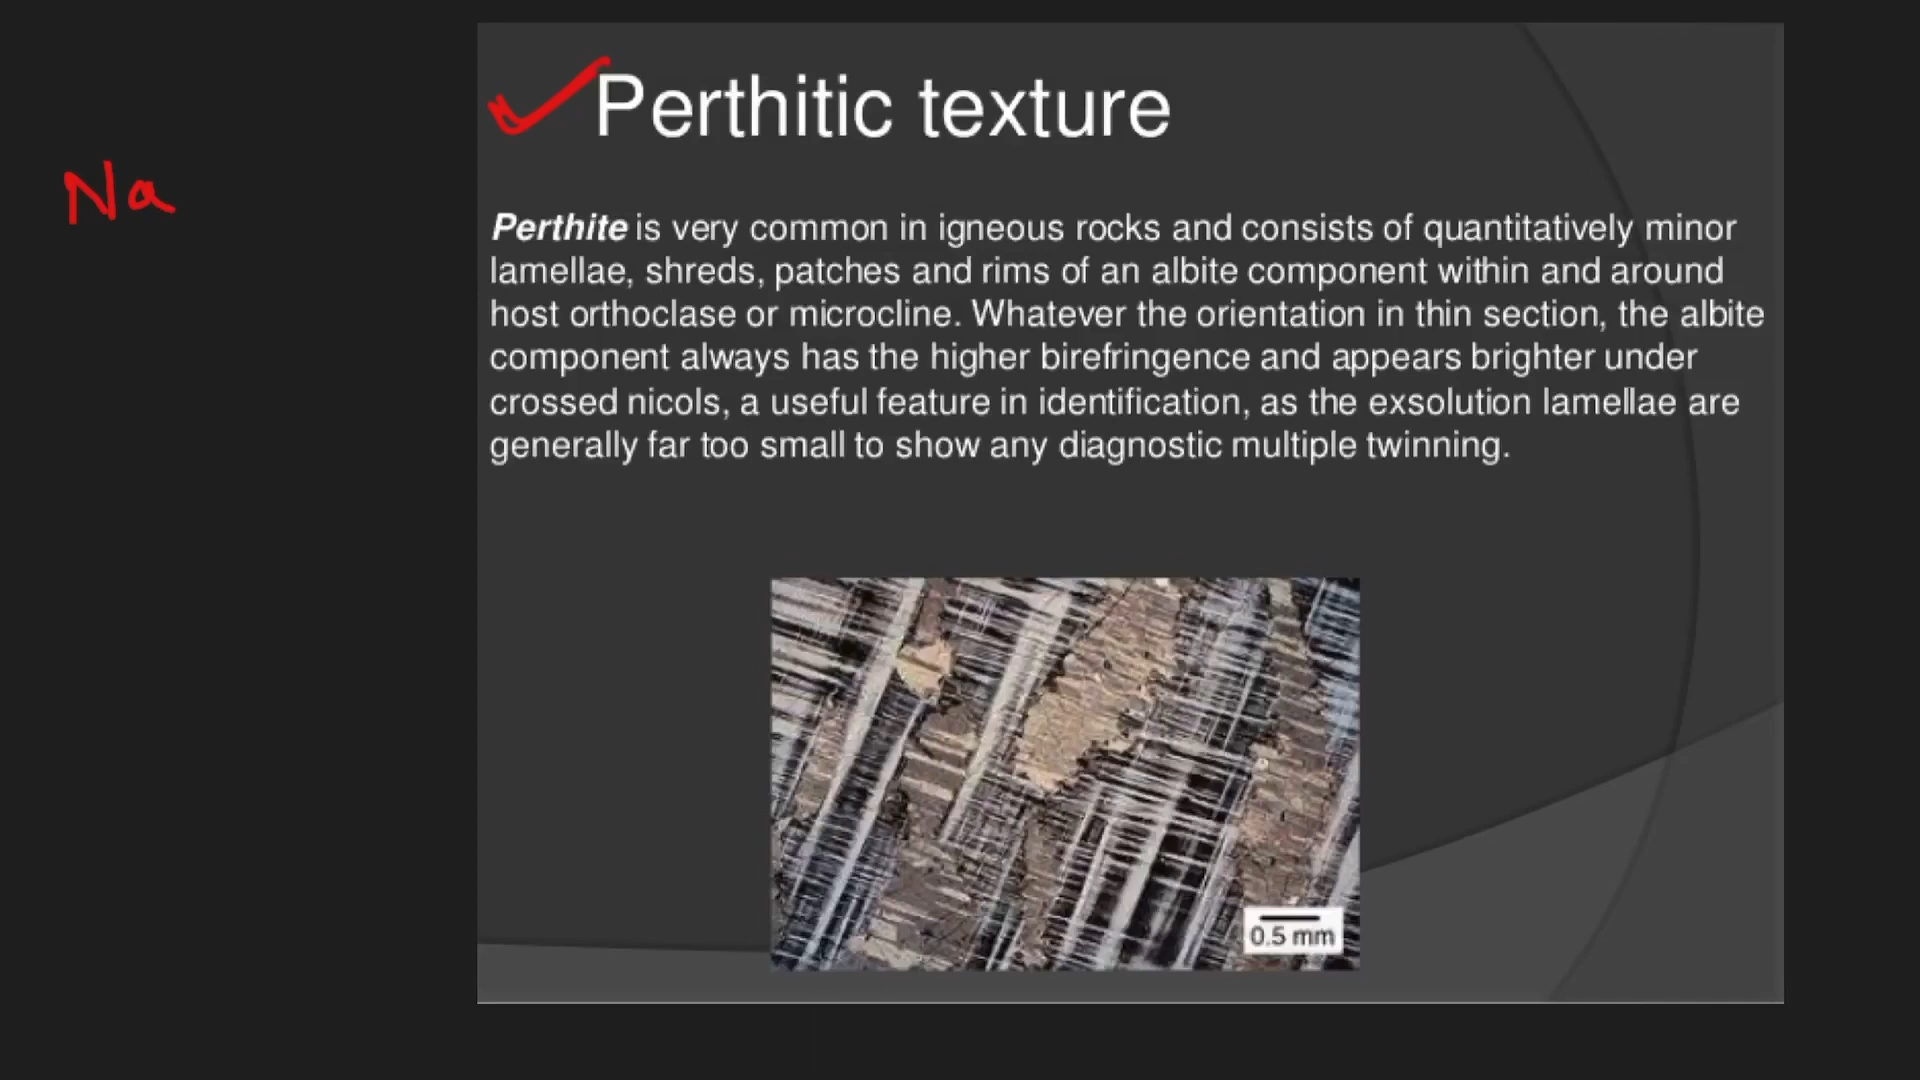 Perthitic texture
Na
Perthite is very common in igneous rocks and consists of quantitatively minor
lamellae, shreds, patches and rims of an albite component within and around
host orthoclase or microcline. Whatever the orientation in thin section, the albite
component always has the higher birefringence and appears brighter under
crossed nicols, a useful feature in identification, as the exsolution lamellae are
generally far too small to show any diagnostic multiple twinning.
0.5 mm